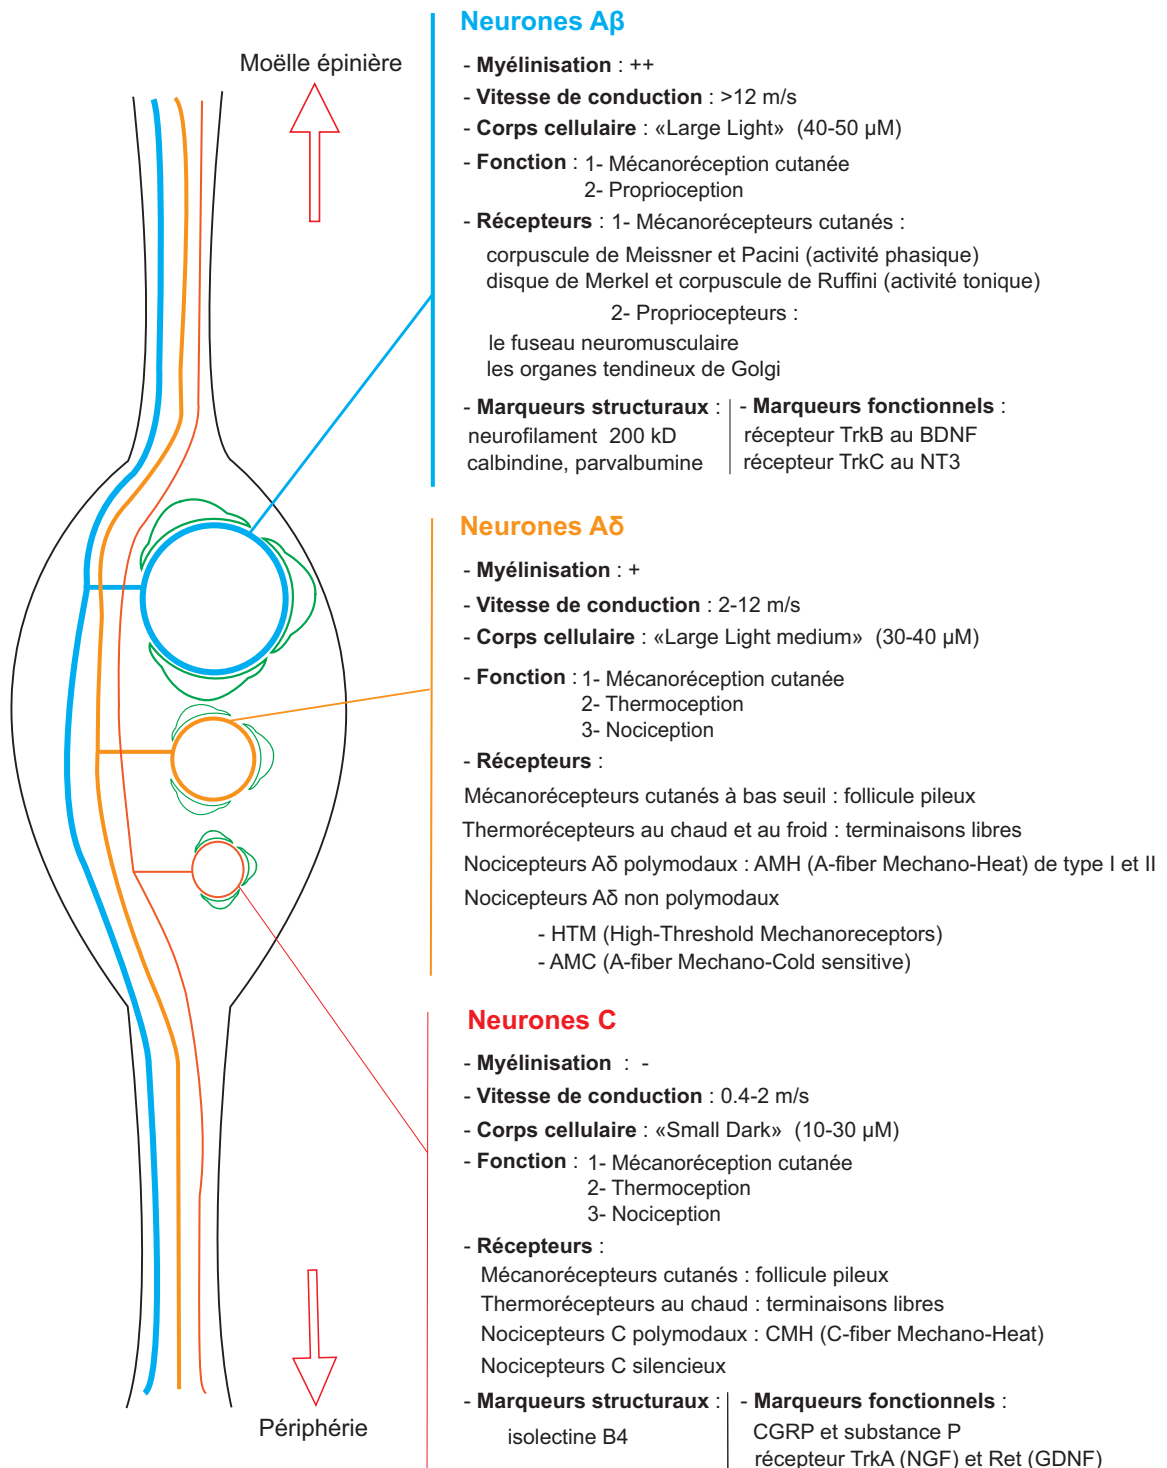 Moëlle épinière
Neurones Aβ
- Myélinisation : ++
- Vitesse de conduction : >12 m/s
- Corps cellulaire : «Large Light» (40-50 µM)
- Fonction : 1- Mécanoréception cutanée
2- Proprioception
- Récepteurs : 1- Mécanorécepteurs cutanés :
corpuscule de Meissner et Pacini (activité phasique)
disque de Merkel et corpuscule de Ruffini (activité tonique)
2- Propriocepteurs :
le fuseau neuromusculaire
les organes tendineux de Golgi
- Marqueurs structuraux :
neurofilament 200 kD
calbindine, parvalbumine
- Marqueurs fonctionnels :
récepteur TrkB au BDNF
récepteur TrkC au NT3
Neurones Aδ
- Myélinisation : +
- Vitesse de conduction : 2-12 m/s
- Corps cellulaire : «Large Light medium» (30-40 µM)
- Fonction : 1- Mécanoréception cutanée
2- Thermoception
3- Nociception
- Récepteurs :
Mécanorécepteurs cutanés à bas seuil : follicule pileux
Thermorécepteurs au chaud et au froid : terminaisons libres
Nocicepteurs Aδ polymodaux : AMH (A-fiber Mechano-Heat) de type I et II
Nocicepteurs Aδ non polymodaux
- HTM (High-Threshold Mechanoreceptors)
- AMC (A-fiber Mechano-Cold sensitive)
Neurones C
- Myélinisation : -
- Vitesse de conduction : 0.4-2 m/s
- Corps cellulaire : «Small Dark» (10-30 µM)
- Fonction : 1- Mécanoréception cutanée
2- Thermoception
3- Nociception
- Récepteurs :
Mécanorécepteurs cutanés : follicule pileux
Thermorécepteurs au chaud : terminaisons libres
Nocicepteurs C polymodaux : CMH (C-fiber Mechano-Heat)
Nocicepteurs C silencieux
- Marqueurs structuraux :
isolectine B4
- Marqueurs fonctionnels :
CGRP et substance P
récepteur TrkA (NGF) et Ret (GDNF)
Périphérie